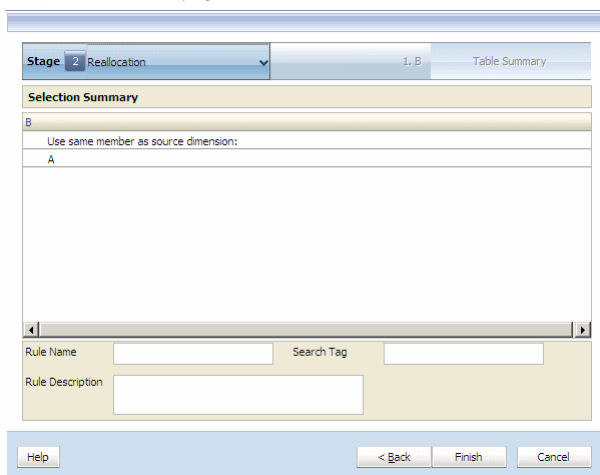 Stage 2 Reallocation 1. B Table Summary
Selection Summary
B
Use same member as source dimension:
A
Rule Name Search Tag
Rule Description
Help < Back Finish Cancel